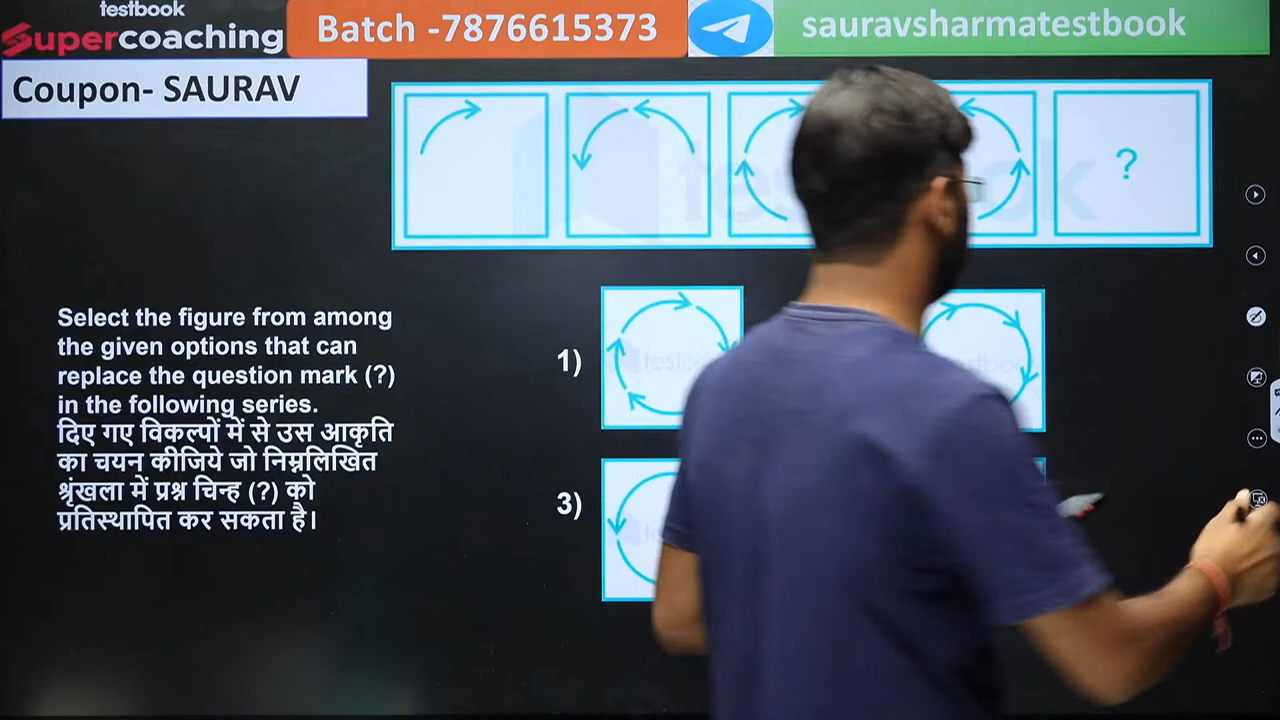 testbook
Supercoaching
Batch -7876615373
sauravsharmatestbook
Coupon- SAURAV
?
Select the figure from among
the given options that can
replace the question mark (?)
in the following series.
दिए गए विकल्पों में से उस आकृति
का चयन कीजिये जो निम्नलिखित
श्रृंखला में प्रश्न चिन्ह (?) को
प्रतिस्थापित कर सकता है।
1)
3)